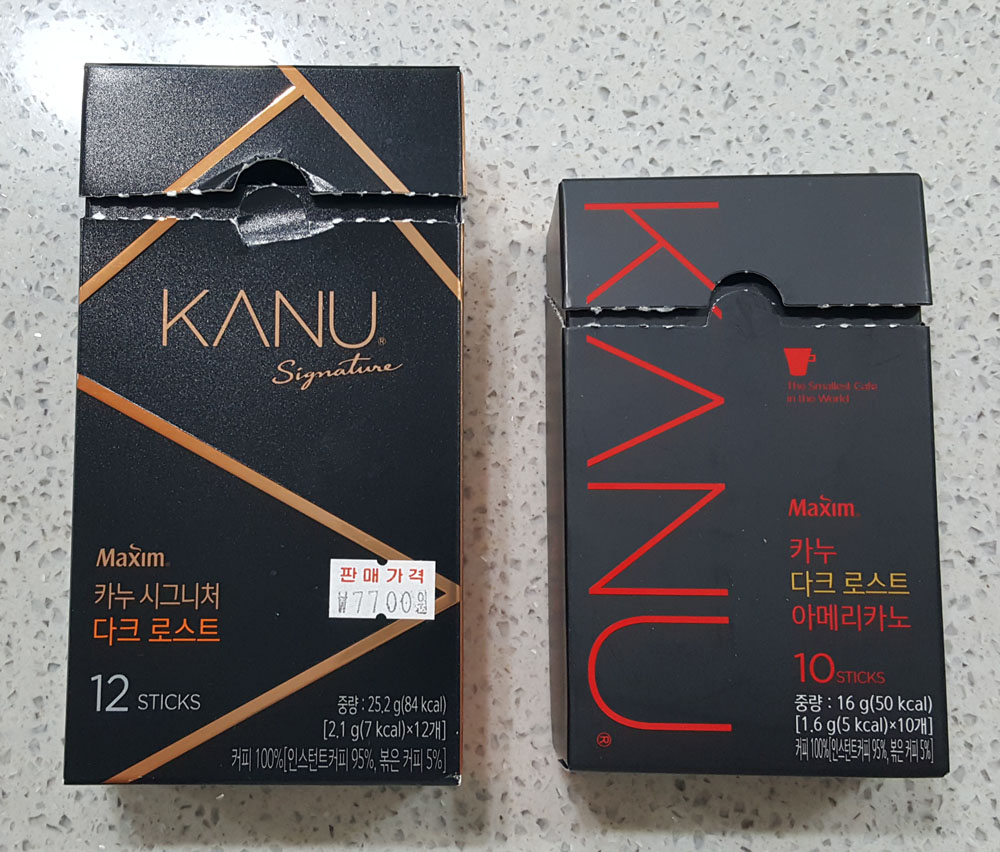 KANU®
Signature
Maxim
카누 시그니처
다크 로스트
판매가격
₩7700원
12 STICKS
중량 : 25.2 g(84 kcal)
[2.1 g(7 kcal)×12개]
커피 100%[인스턴트커피 95%, 볶은 커피 5%]
KANU®
The Smallest Cafe
in the World
Maxim
카누
다크 로스트
아메리카노
10 STICKS
중량 : 16 g(50 kcal)
[1.6 g(5 kcal)×10개]
커피 100%[인스턴트커피 95%, 볶은 커피 5%]